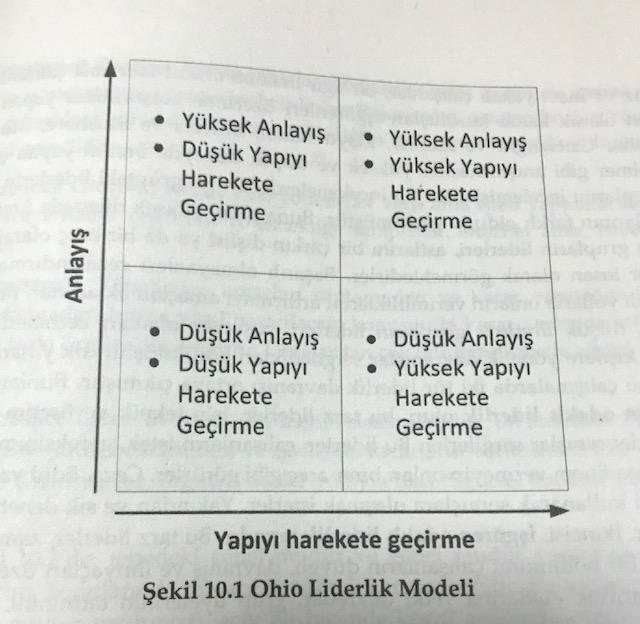 Anlayış
• Yüksek Anlayış
• Düşük Yapıyı
Harekete
Geçirme
• Yüksek Anlayış
• Yüksek Yapıyı
Harekete
Geçirme
• Düşük Anlayış
• Düşük Yapıyı
Harekete
Geçirme
• Düşük Anlayış
• Yüksek Yapıyı
Harekete
Geçirme
Yapıyı harekete geçirme
Şekil 10.1 Ohio Liderlik Modeli